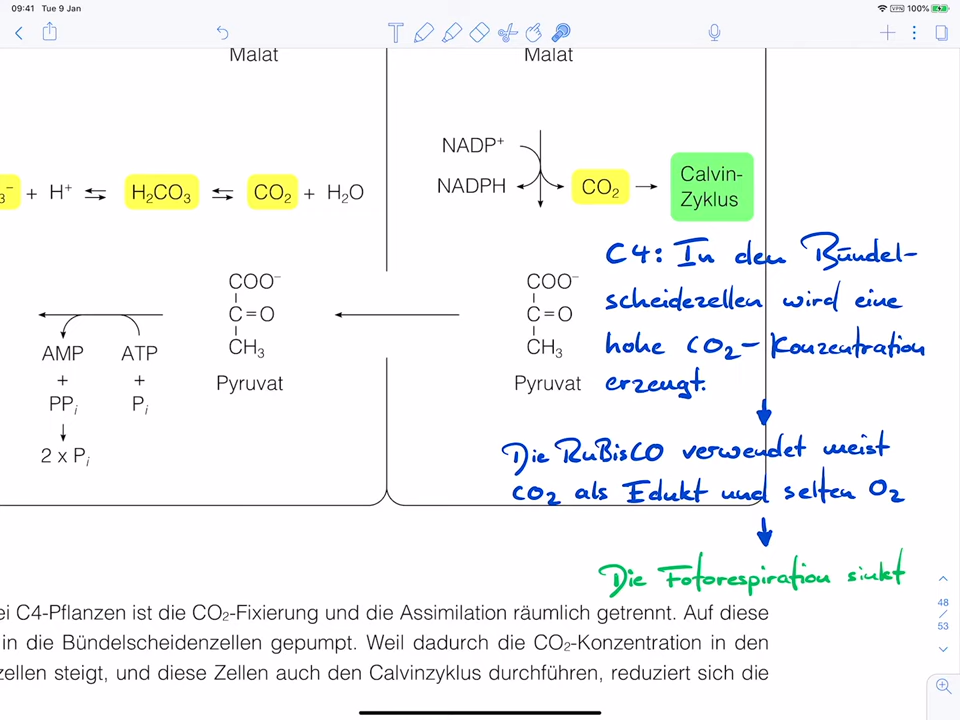 09:41 Tue 9 Jan
VPN 100%
Malat
Malat
NADP⁺
NADPH
CO₂
Calvin-
Zyklus
₃⁻ + H⁺ ⇌ H₂CO₃ ⇌ CO₂ + H₂O
C4: In den Bündel-
scheidezellen wird eine
hohe CO₂-Konzentration
erzeugt.
COO⁻
C=O
CH₃
Pyruvat
COO⁻
C=O
CH₃
Pyruvat
AMP
+
PPᵢ
2 x Pᵢ
ATP
+
Pᵢ
Die RuBisCO verwendet meist
CO₂ als Edukt und selten O₂
Die Fotorespiration sinkt
ei C4-Pflanzen ist die CO₂-Fixierung und die Assimilation räumlich getrennt. Auf diese
in die Bündelscheidenzellen gepumpt. Weil dadurch die CO₂-Konzentration in den
zellen steigt, und diese Zellen auch den Calvinzyklus durchführen, reduziert sich die
48
/
53